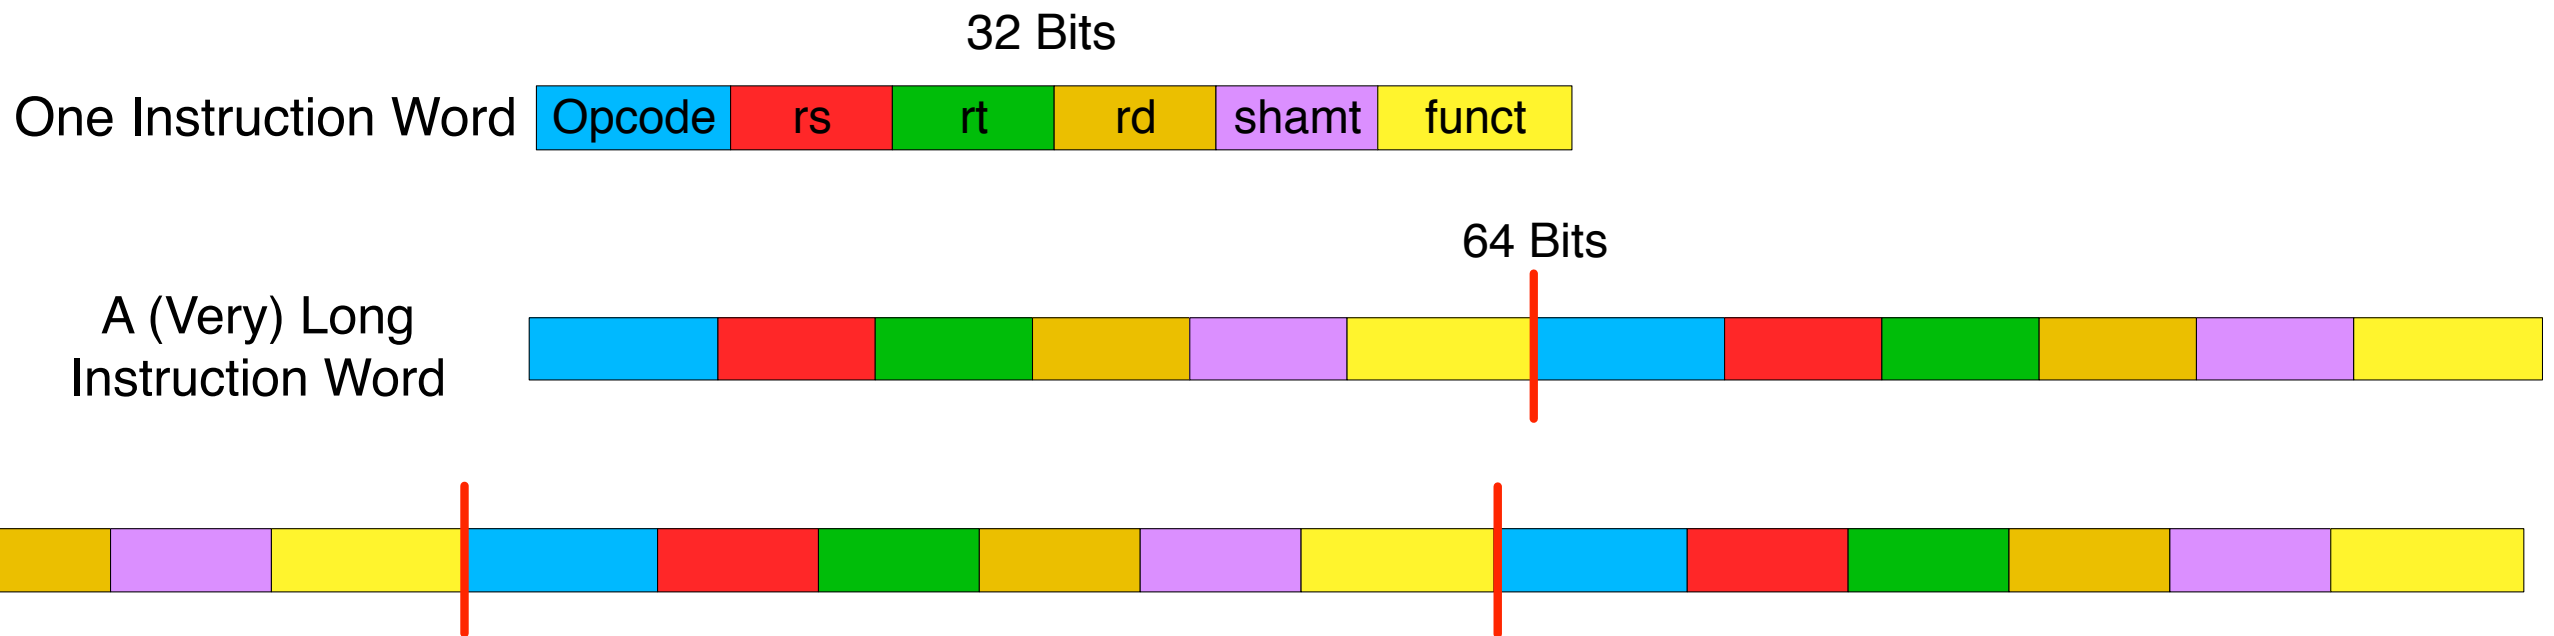 32 Bits
One Instruction Word
Opcode rs rt rd shamt funct
64 Bits
A (Very) Long
Instruction Word